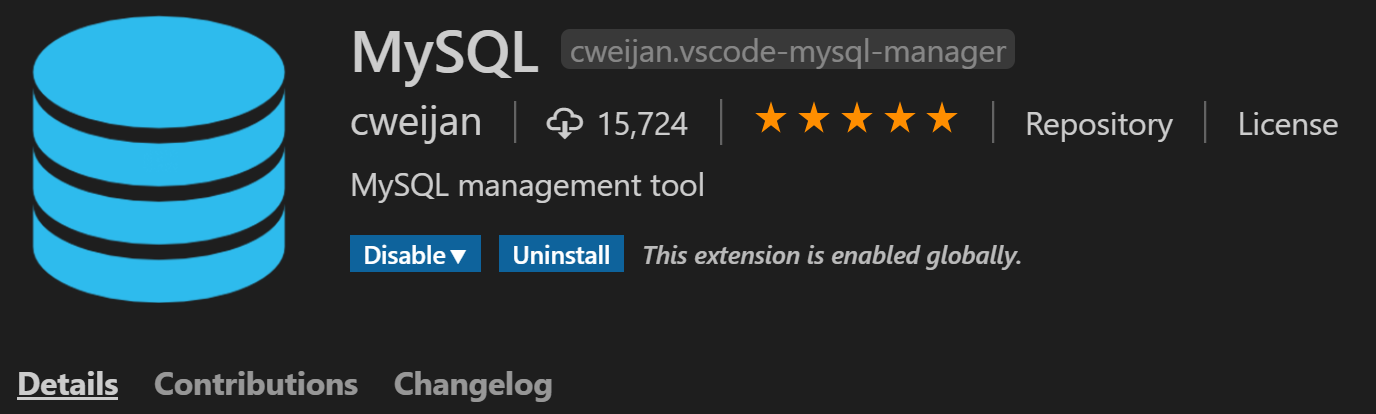 MySQL cweijan.vscode-mysql-manager
cweijan 15,724 ★★★★★ Repository License
MySQL management tool
Disable▼ Uninstall This extension is enabled globally.
Details Contributions Changelog